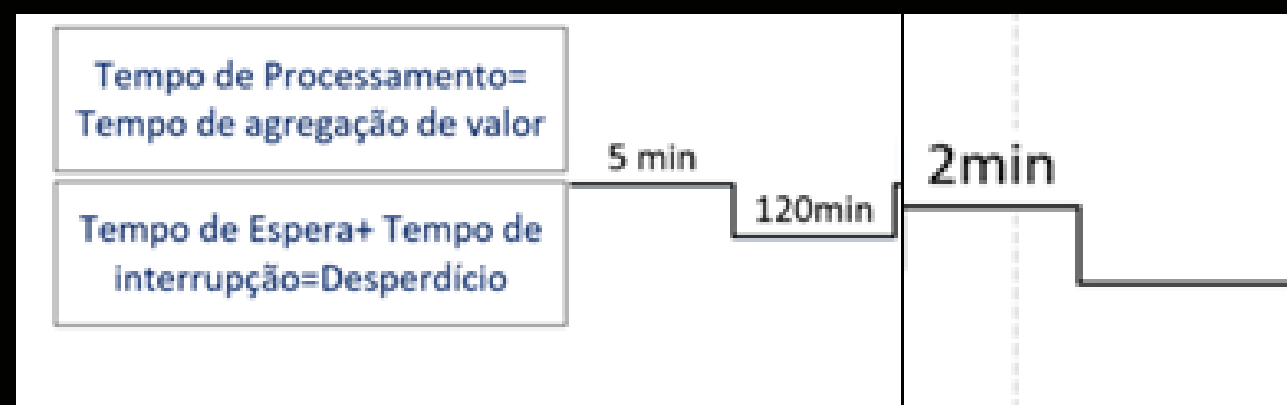 Tempo de Processamento=
Tempo de agregação de valor
5 min
2min
120min
Tempo de Espera+ Tempo de
interrupção=Desperdício